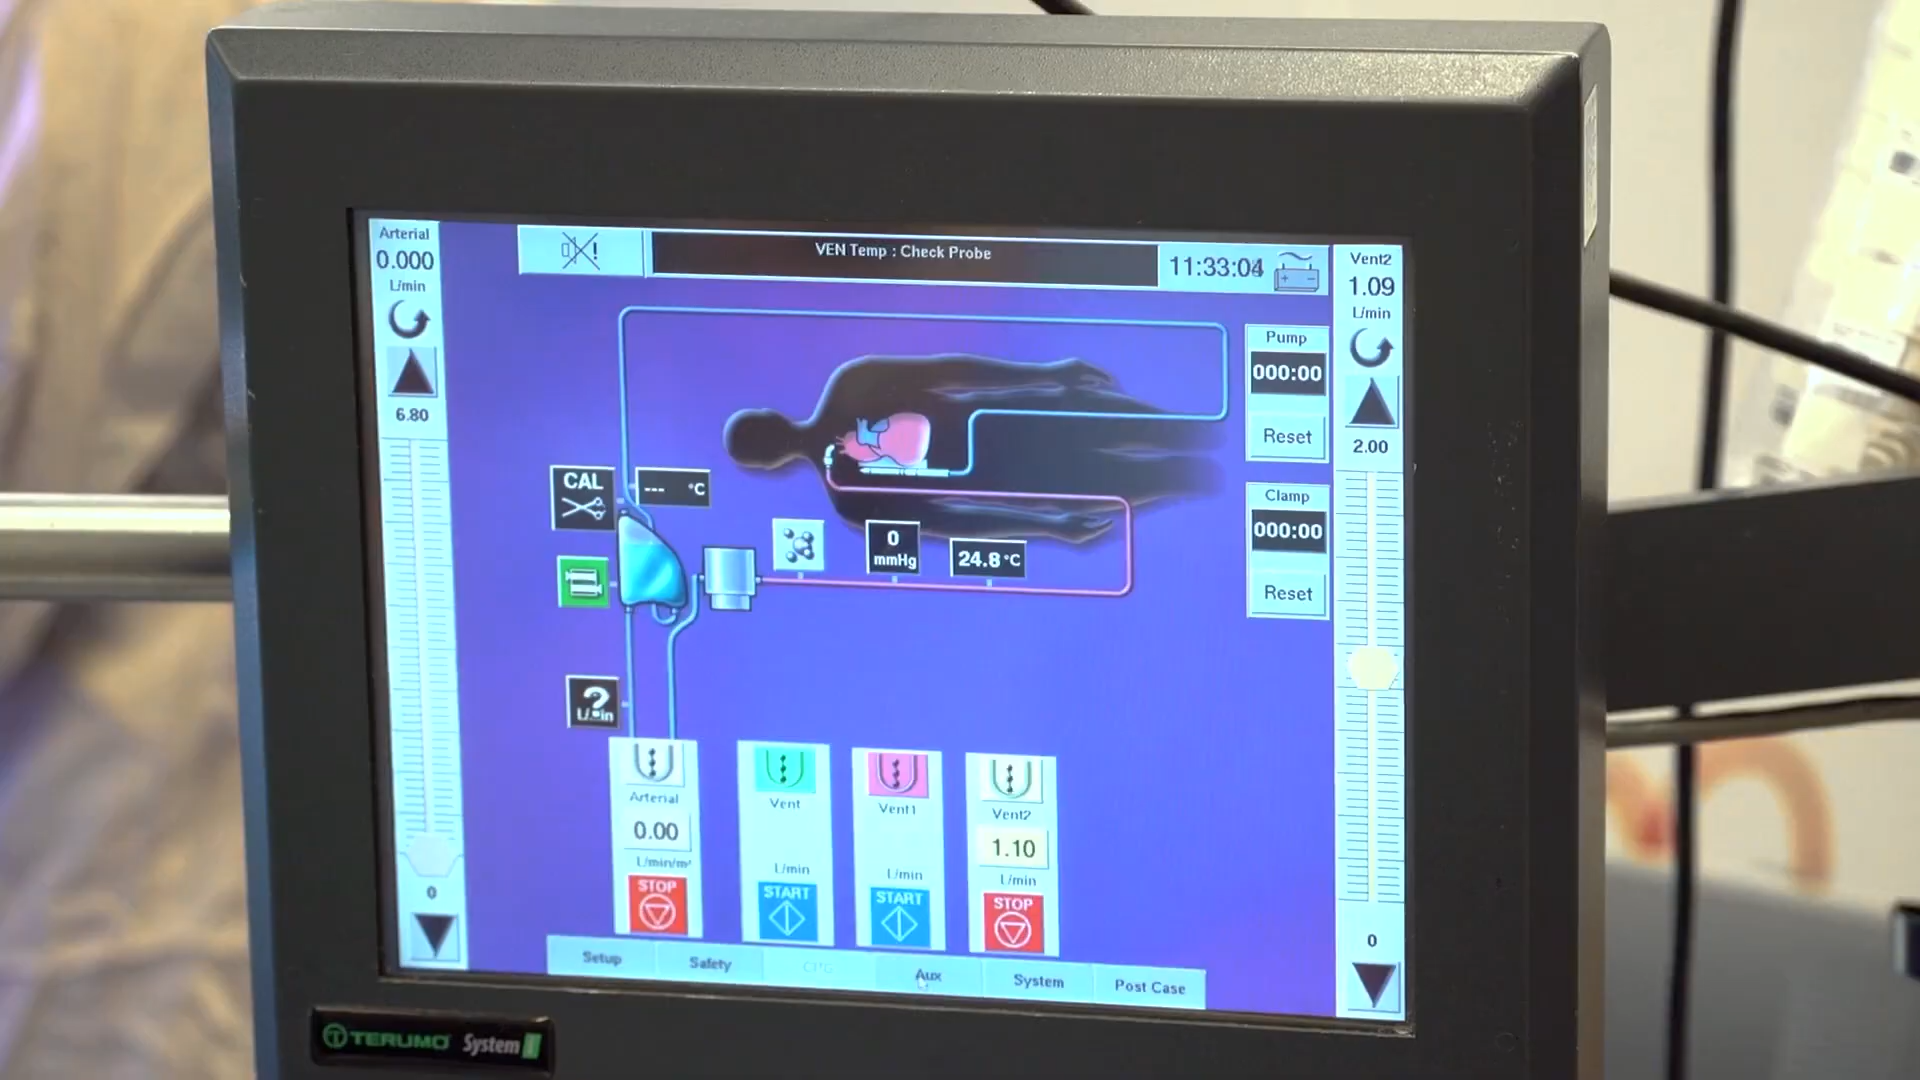 Arterial
0.000
L/min
6.80
0
VEN Temp : Check Probe
11:33:04
Vent2
1.09
L/min
2.00
0
Pump
000:00
Reset
Clamp
000:00
Reset
CAL
--- °C
0
mmHg
24.8 °C
?
Arterial
0.00
L/min/m²
STOP
Vent
L/min
START
Vent1
L/min
START
Vent2
1.10
L/min
STOP
Setup
Safety
Aux
System
Post Case
TERUMO System 1